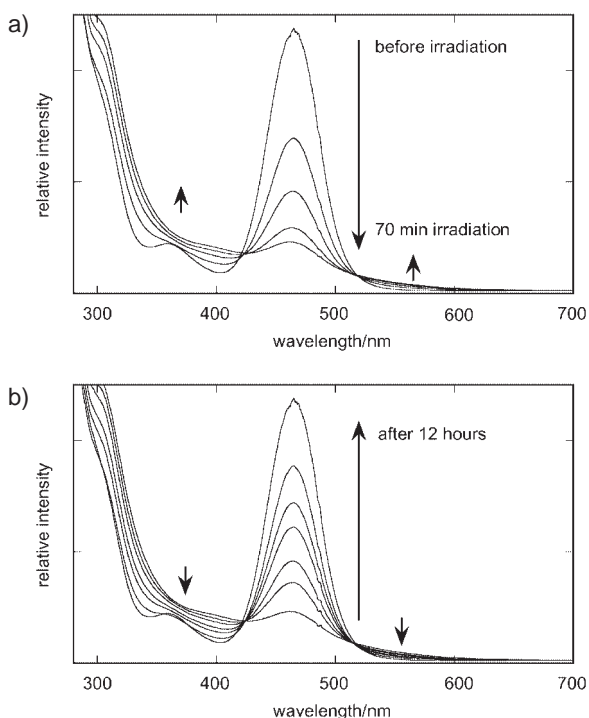 a)
before irradiation
relative intensity
70 min irradiation
300 400 500 600 700
wavelength/nm
b)
after 12 hours
relative intensity
300 400 500 600 700
wavelength/nm